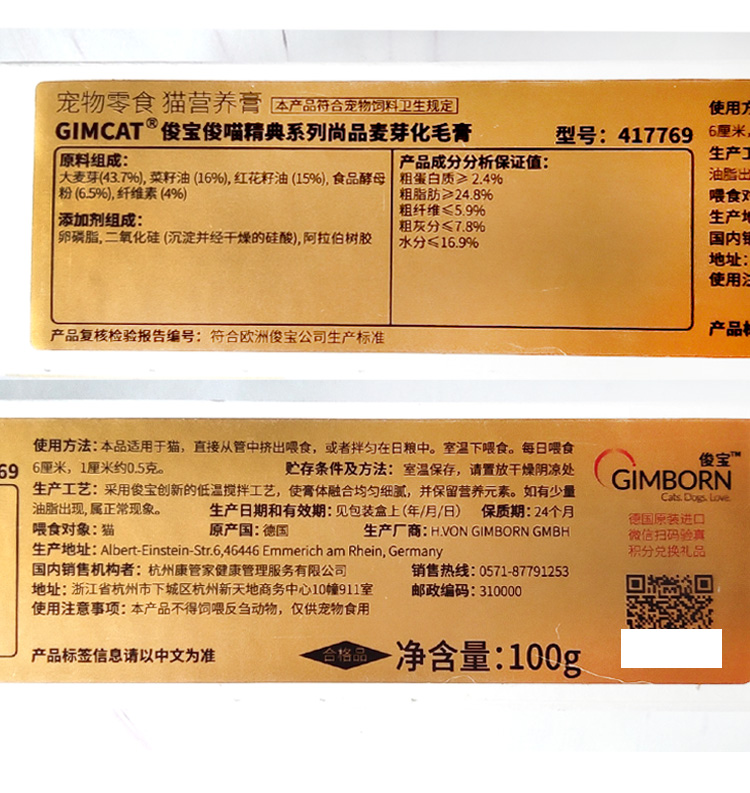 宠物零食 猫营养膏 本产品符合宠物饲料卫生规定
GIMCAT®俊宝俊喵精典系列尚品麦芽化毛膏 型号：417769
原料组成：
大麦芽(43.7%), 菜籽油 (16%), 红花籽油 (15%), 食品酵母
粉 (6.5%), 纤维素 (4%)
添加剂组成：
卵磷脂, 二氧化硅 (沉淀并经干燥的硅酸), 阿拉伯树胶
产品成分分析保证值：
粗蛋白质≥2.4%
粗脂肪≥24.8%
粗纤维≤5.9%
粗灰分≤7.8%
水分≤16.9%
产品复核检验报告编号： 符合欧洲俊宝公司生产标准
使用方
6厘米,
生产工
油脂出
喂食对
生产地
国内销
地址：
使用注
产品标
69
使用方法：本品适用于猫，直接从管中挤出喂食，或者拌匀在日粮中。室温下喂食。每日喂食
6厘米，1厘米约0.5克。 贮存条件及方法： 室温保存，请置放干燥阴凉处
生产工艺：采用俊宝创新的低温搅拌工艺，使膏体融合均匀细腻，并保留营养元素。如有少量
油脂出现, 属正常现象。 生产日期和有效期：见包装盒上 (年/月/日) 保质期：24个月
喂食对象：猫 原产国：德国 生产厂商：H.VON GIMBORN GMBH
生产地址：Albert-Einstein-Str.6,46446 Emmerich am Rhein, Germany
国内销售机构者：杭州康管家健康管理服务有限公司 销售热线：0571-87791253
地址：浙江省杭州市下城区杭州新天地商务中心10幢911室 邮政编码：310000
使用注意事项：本产品不得饲喂反刍动物，仅供宠物食用
产品标签信息请以中文为准 合格品 净含量：100g
俊宝™
GIMBORN
Cats. Dogs. Love.
德国原装进口
微信扫码验真
积分兑换礼品